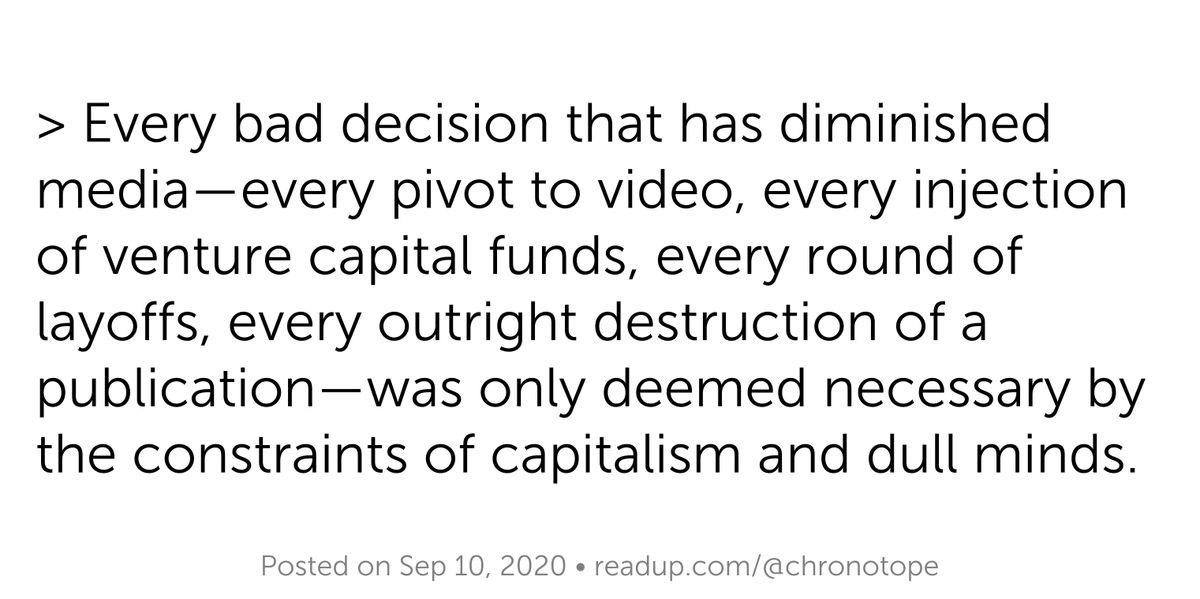 > Every bad decision that has diminished
media—every pivot to video, every injection
of venture capital funds, every round of
layoffs, every outright destruction of a
publication—was only deemed necessary by
the constraints of capitalism and dull minds.
Posted on Sep 10, 2020 • readup.com/@chronotope